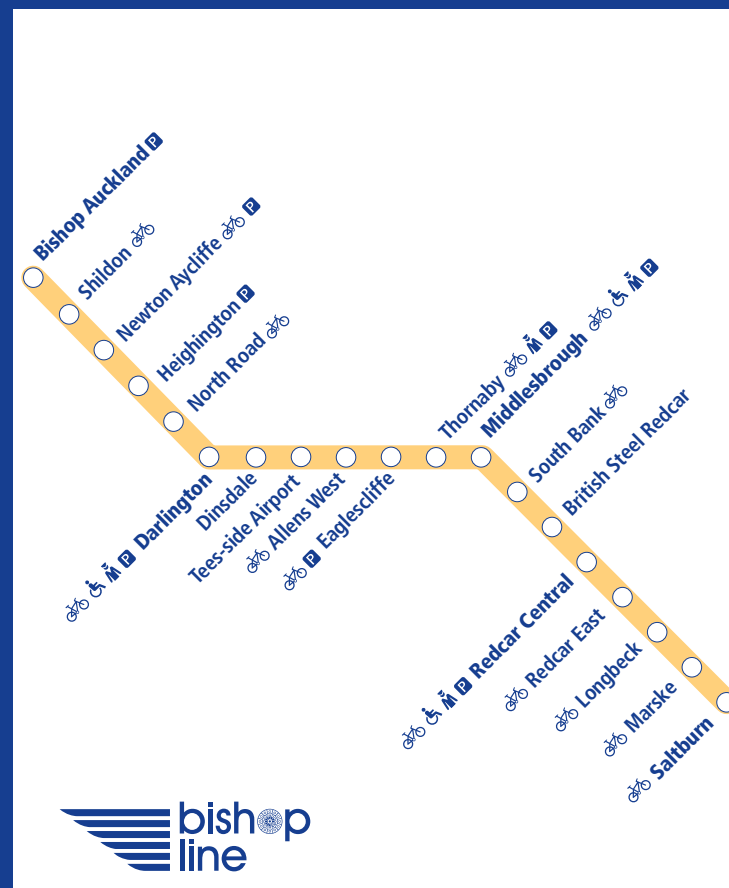 Bishop Auckland P
Shildon
Newton Aycliffe P
Heighington P
North Road
P Darlington
Dinsdale
Tees-side Airport
Allens West
P Eaglescliffe
Thornaby P
Middlesbrough P
South Bank
British Steel Redcar
P Redcar Central
Redcar East
Longbeck
Marske
Saltburn
bishop
line